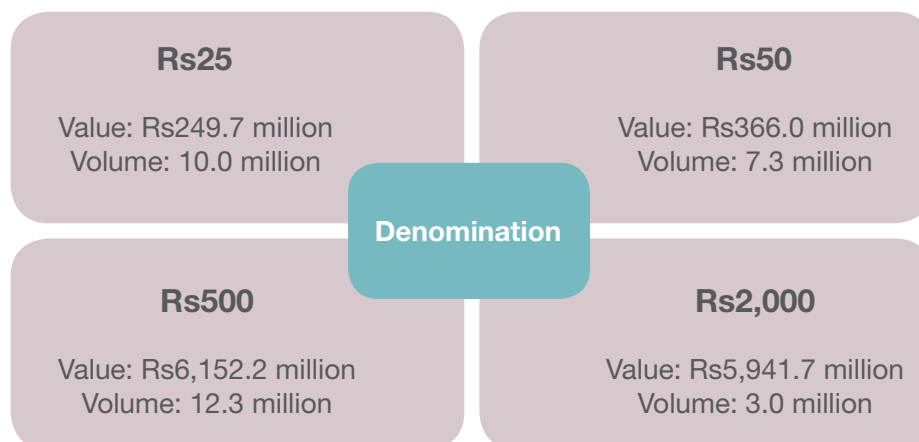 Rs25
Value: Rs249.7 million
Volume: 10.0 million
Rs50
Value: Rs366.0 million
Volume: 7.3 million
Denomination
Rs500
Value: Rs6,152.2 million
Volume: 12.3 million
Rs2,000
Value: Rs5,941.7 million
Volume: 3.0 million